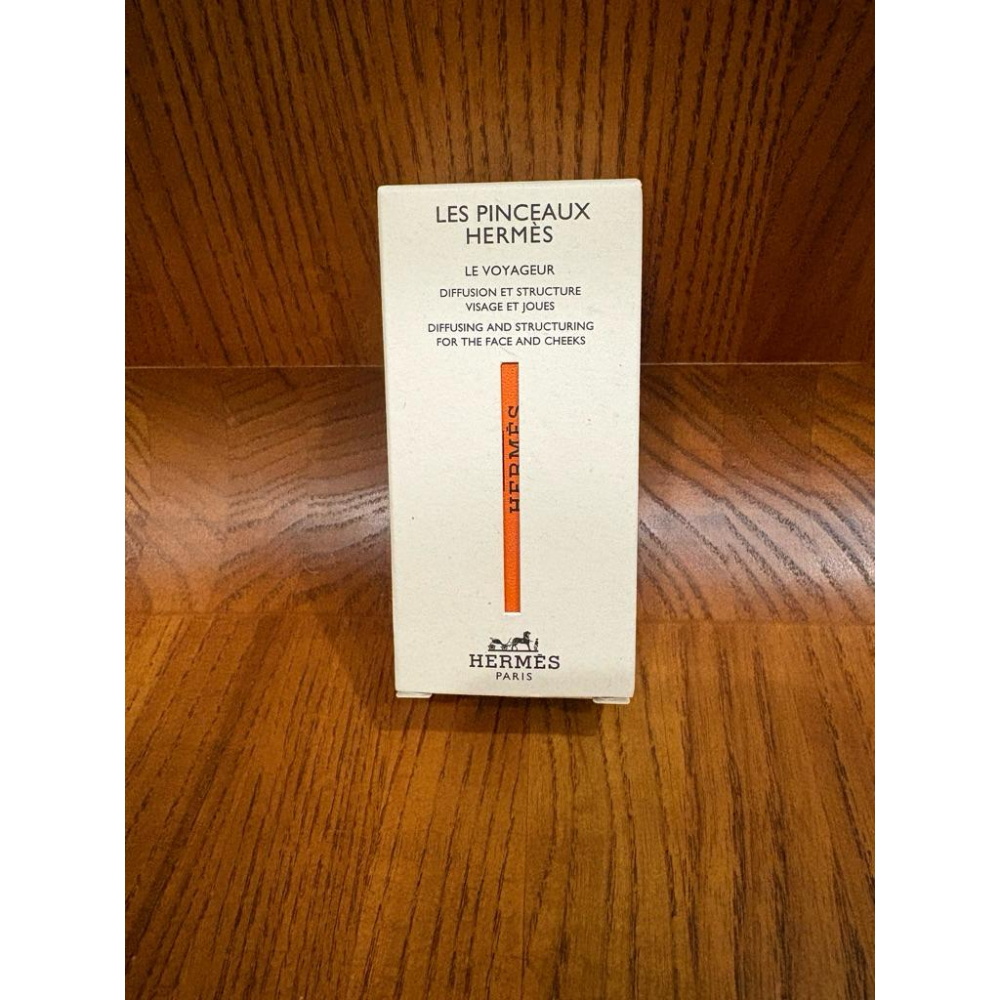 LES PINCEAUX
HERMÈS
LE VOYAGEUR
DIFFUSION ET STRUCTURE
VISAGE ET JOUES
DIFFUSING AND STRUCTURING
FOR THE FACE AND CHEEKS
HERMÈS
HERMÈS
PARIS